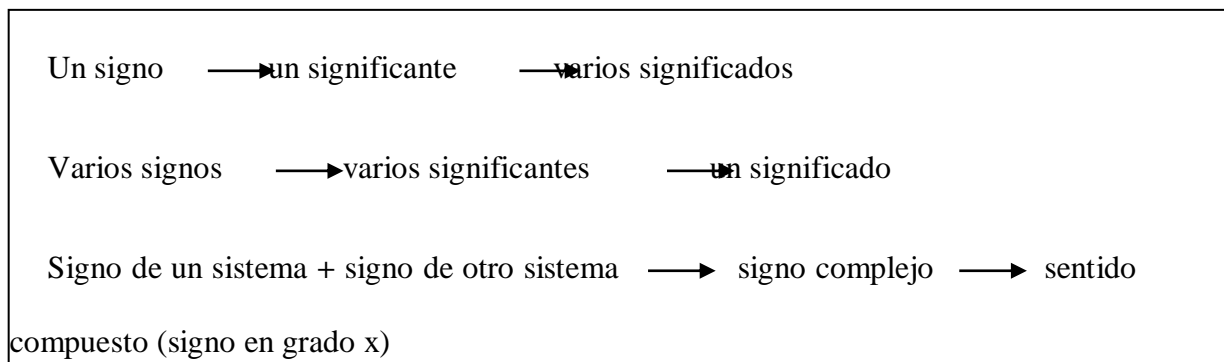 Un signo → un significante → varios significados
Varios signos → varios significantes → un significado
Signo de un sistema + signo de otro sistema → signo complejo → sentido
compuesto (signo en grado x)